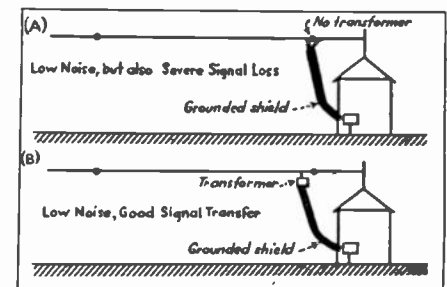 (A)
No transformer
Low Noise, but also Severe Signal Loss
Grounded shield
(B)
Transformer
Low Noise, Good Signal Transfer
Grounded shield